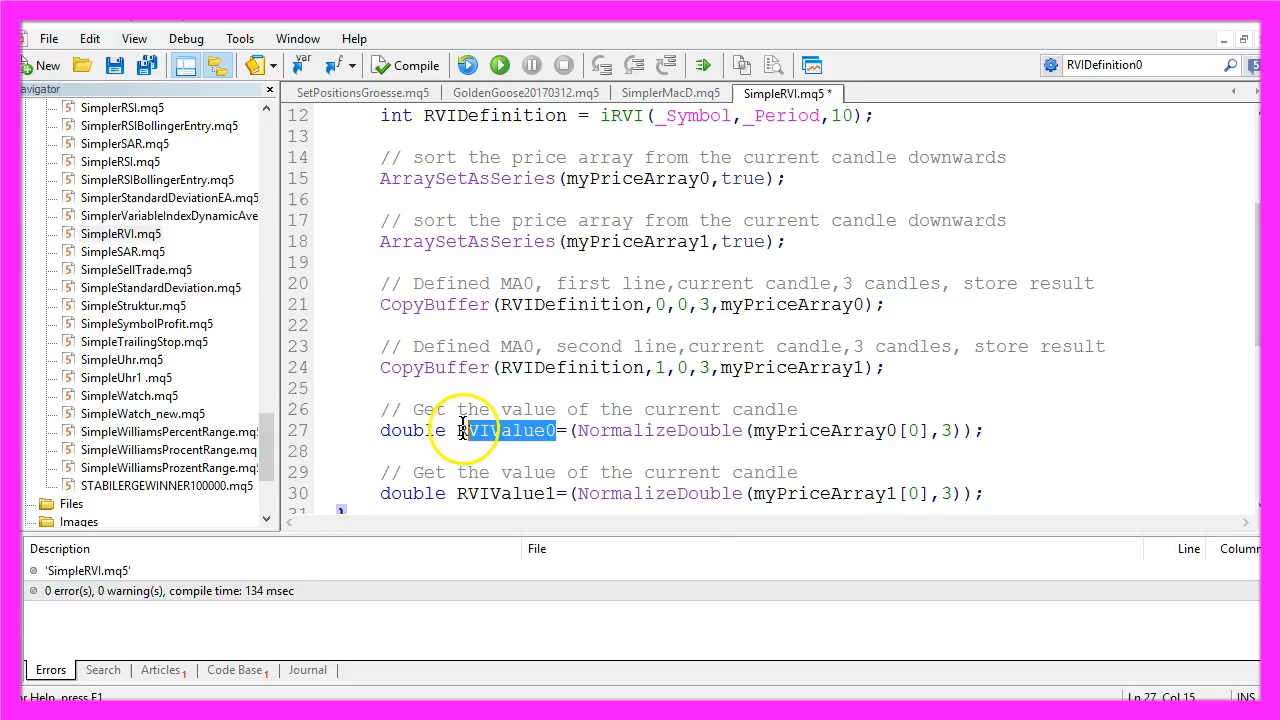 File Edit View Debug Tools Window Help
New Compile RVIDefinition0 5
avigator SetPositionsGroesse.mq5 GoldenGoose20170312.mq5 SimplerMacD.mq5 SimpleRVI.mq5 *
SimplerRSI.mq5
SimplerRSIBollingerEntry.mq5
SimplerSAR.mq5
SimpleRSI.mq5
SimpleRSIBollingerEntry.mq5
SimplerStandardDeviationEA.mq5
SimplerVariableIndexDynamicAve
SimpleRVI.mq5
SimpleSAR.mq5
SimpleSellTrade.mq5
SimpleStandardDeviation.mq5
SimpleStruktur.mq5
SimpleSymbolProfit.mq5
SimpleTrailingStop.mq5
SimpleUhr.mq5
SimpleUhr1 .mq5
SimpleWatch.mq5
SimpleWatch_new.mq5
SimpleWilliamsPercentRange.mq
SimpleWilliamsProcentRange.mq
SimpleWilliamsProzentRange.mq
STABILERGEWINNER100000.mq5
Files
Images
12 int RVIDefinition = iRVI(_Symbol,_Period,10);
13
14 // sort the price array from the current candle downwards
15 ArraySetAsSeries(myPriceArray0,true);
16
17 // sort the price array from the current candle downwards
18 ArraySetAsSeries(myPriceArray1,true);
19
20 // Defined MA0, first line,current candle,3 candles, store result
21 CopyBuffer(RVIDefinition,0,0,3,myPriceArray0);
22
23 // Defined MA0, second line,current candle,3 candles, store result
24 CopyBuffer(RVIDefinition,1,0,3,myPriceArray1);
25
26 // Get the value of the current candle
27 double RVIValue0=(NormalizeDouble(myPriceArray0[0],3));
28
29 // Get the value of the current candle
30 double RVIValue1=(NormalizeDouble(myPriceArray1[0],3));
31 }
Description File Line Column
'SimpleRVI.mq5'
0 error(s), 0 warning(s), compile time: 134 msec
Errors Search Articles 1 Code Base 1 Journal
or Help, press F1 Ln 27, Col 15 INS